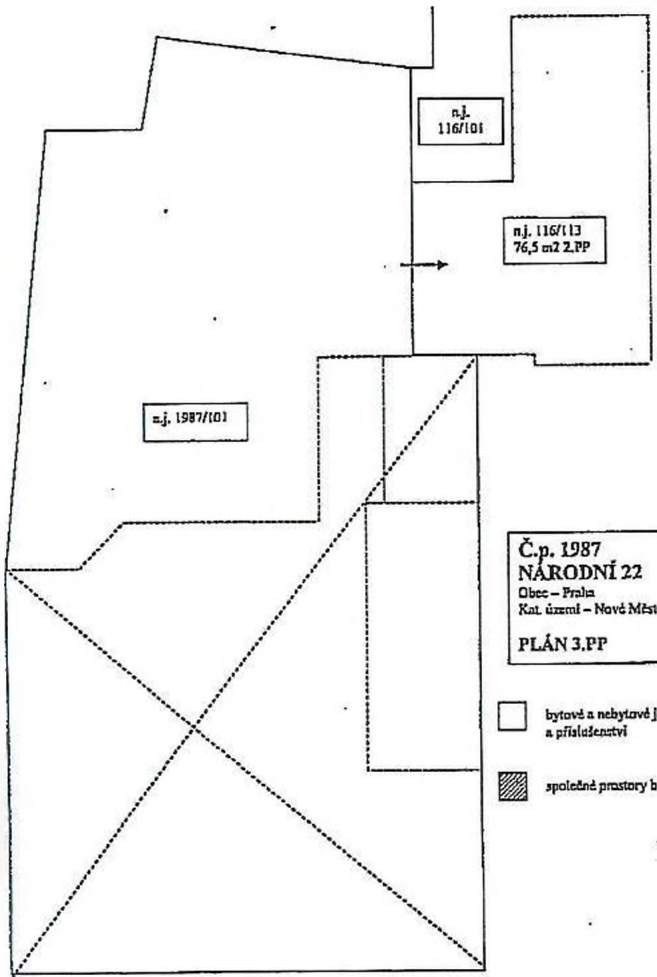 n.j.
116/101
n.j. 116/113
76,5 m2 2.PP
n.j. 1987/101
Č.p. 1987
NÁRODNÍ 22
Obec – Praha
Kat. území – Nové Měst
PLÁN 3.PP
bytové a nebytové j
a příslušenství
společné prostory b